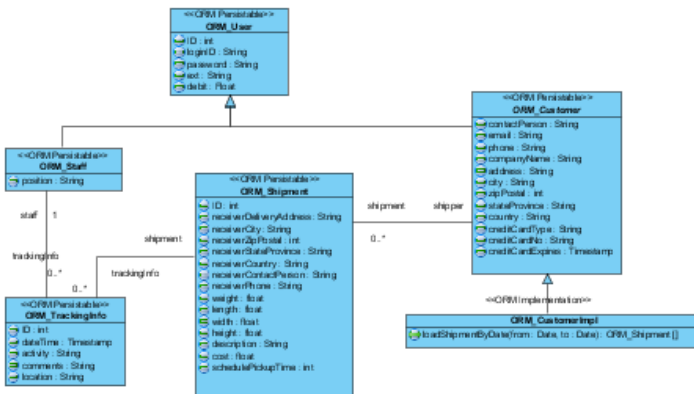 <<ORM Persistable>>
ORM_User
ID : int
loginID : String
password : String
ext : String
debit : Float
<<ORM Persistable>>
ORM_Customer
contactPerson : String
email : String
phone : String
companyName : String
address : String
city : String
zipPostal : int
stateProvince : String
country : String
creditCardType : String
creditCardNo : String
creditCardExpires : Timestamp
<<ORM Persistable>>
ORM_Staff
position : String
<<ORM Persistable>>
ORM_Shipment
ID : int
receiverDeliveryAddress : String
receiverCity : String
receiverZipPostal : int
receiverStateProvince : String
receiverCountry : String
receiverContactPerson : String
receiverPhone : String
weight : float
length : float
width : float
height : float
description : String
cost : float
schedulePickupTime : int
shipment
shipper
0..*
staff
1
trackingInfo
0..*
shipment
trackingInfo
0..*
<<ORM Persistable>>
ORM_TrackingInfo
ID : int
dateTime : Timestamp
activity : String
comments : String
location : String
<<ORM Implementation>>
ORM_CustomerImpl
loadShipmentByDate(from : Date, to : Date) : ORM_Shipment[]